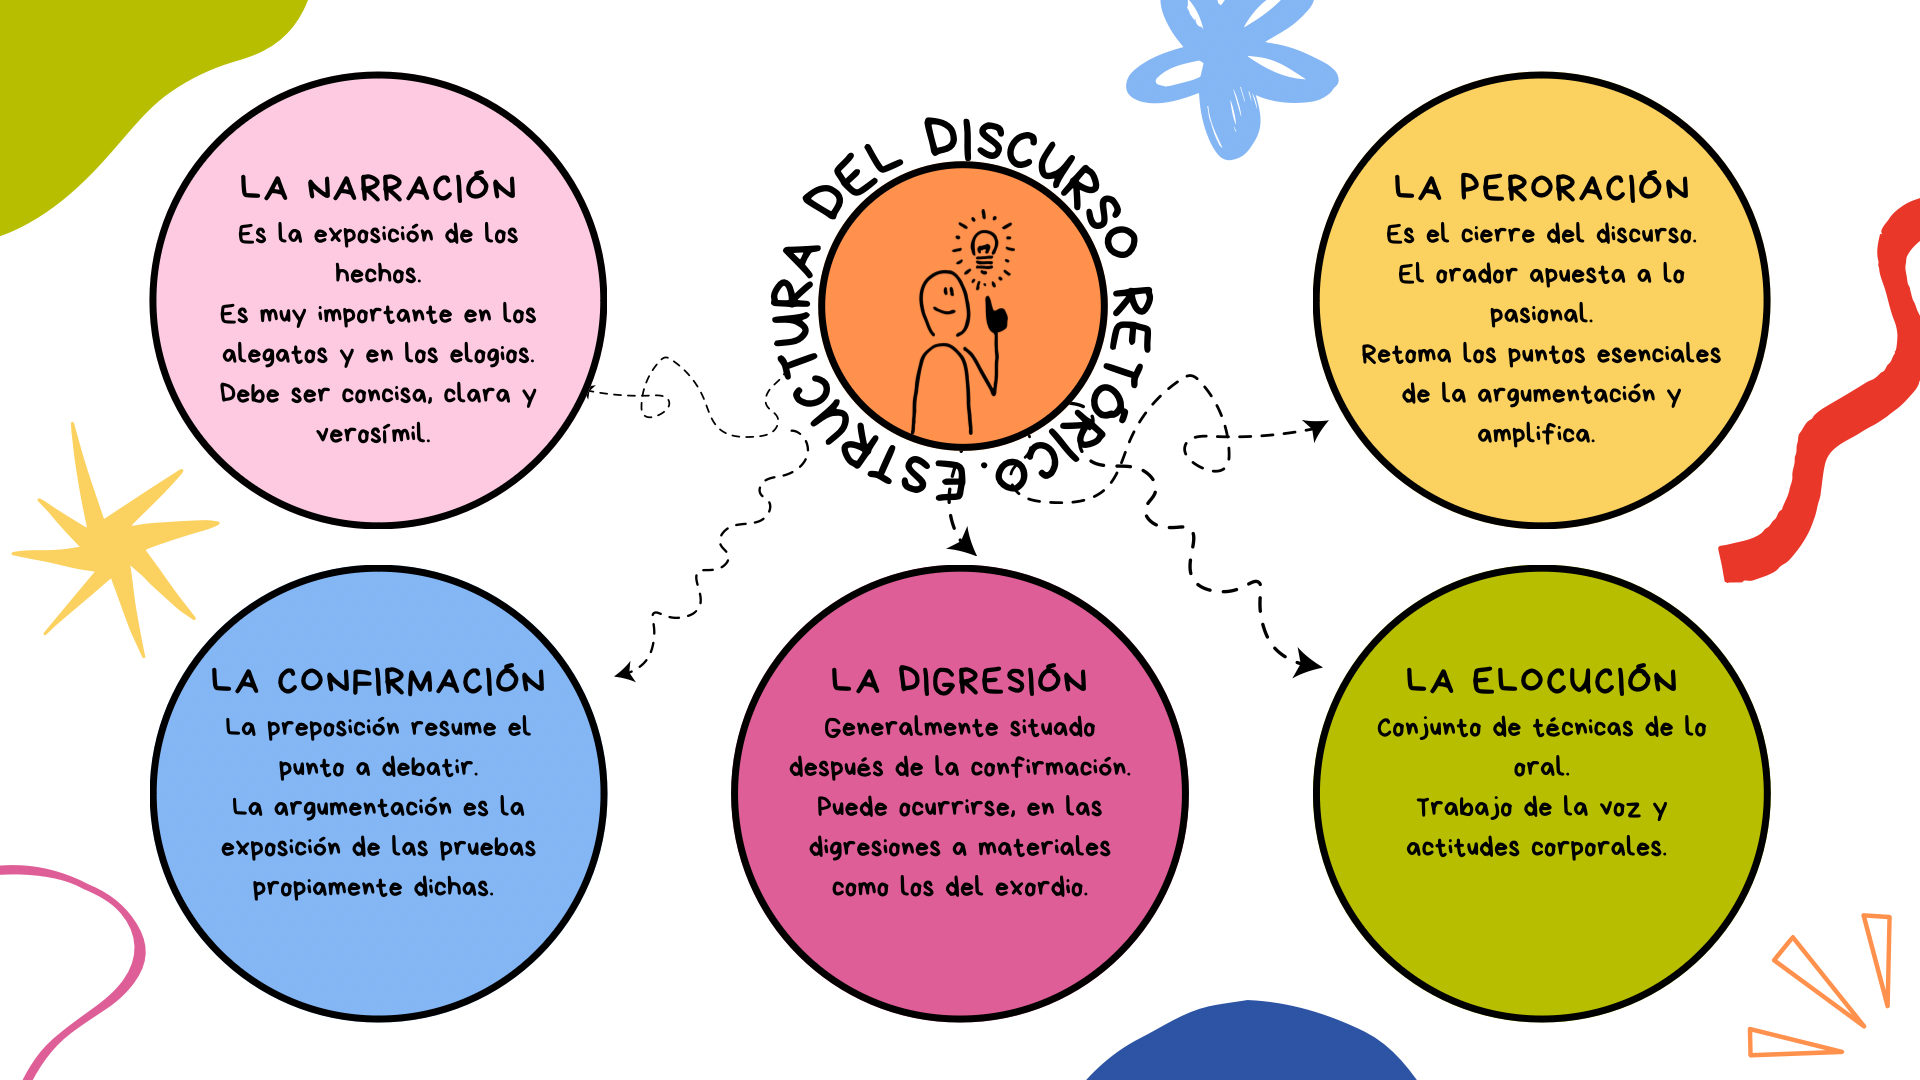 ESTRUCTURA DEL DISCURSO RETÓRICO.
LA NARRACIÓN
Es la exposición de los
hechos.
Es muy importante en los
alegatos y en los elogios.
Debe ser concisa, clara y
verosímil.
LA PERORACIÓN
Es el cierre del discurso.
El orador apuesta a lo
pasional.
Retoma los puntos esenciales
de la argumentación y
amplifica.
LA CONFIRMACIÓN
La preposición resume el
punto a debatir.
La argumentación es la
exposición de las pruebas
propiamente dichas.
LA DIGRESIÓN
Generalmente situado
después de la confirmación.
Puede ocurrirse, en las
digresiones a materiales
como los del exordio.
LA ELOCUCIÓN
Conjunto de técnicas de lo
oral.
Trabajo de la voz y
actitudes corporales.